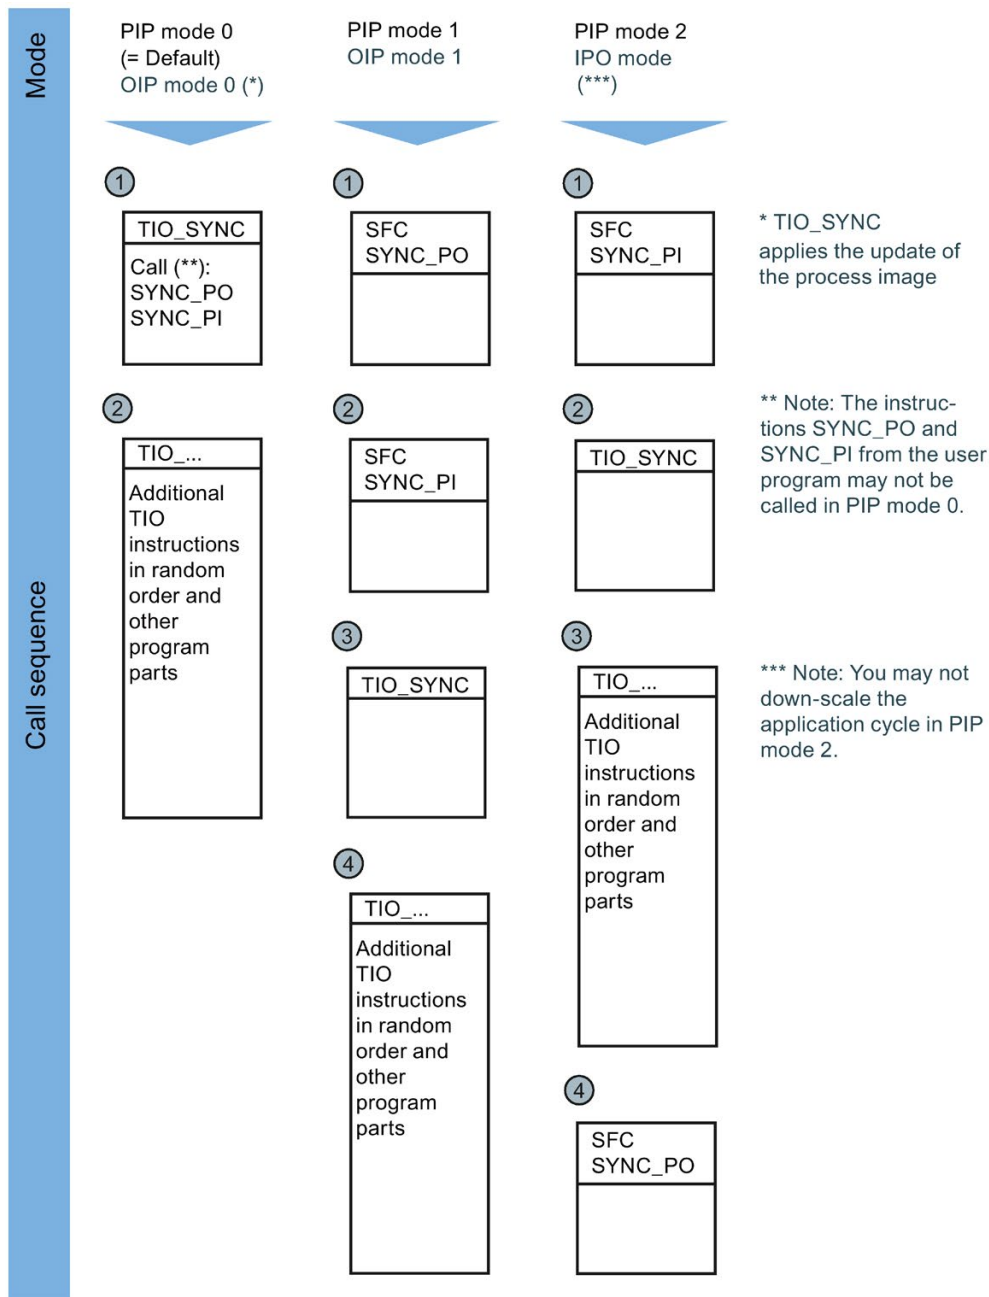 Mode
PIP mode 0
(= Default)
OIP mode 0 (*)
PIP mode 1
OIP mode 1
PIP mode 2
IPO mode
(***)
Call sequence
1
TIO_SYNC
Call (**):
SYNC_PO
SYNC_PI
2
TIO_...
Additional
TIO
instructions
in random
order and
other
program
parts
1
SFC
SYNC_PO
2
SFC
SYNC_PI
3
TIO_SYNC
4
TIO_...
Additional
TIO
instructions
in random
order and
other
program
parts
1
SFC
SYNC_PI
2
TIO_SYNC
3
TIO_...
Additional
TIO
instructions
in random
order and
other
program
parts
4
SFC
SYNC_PO
* TIO_SYNC
applies the update of
the process image
** Note: The instruc-
tions SYNC_PO and
SYNC_PI from the user
program may not be
called in PIP mode 0.
*** Note: You may not
down-scale the
application cycle in PIP
mode 2.